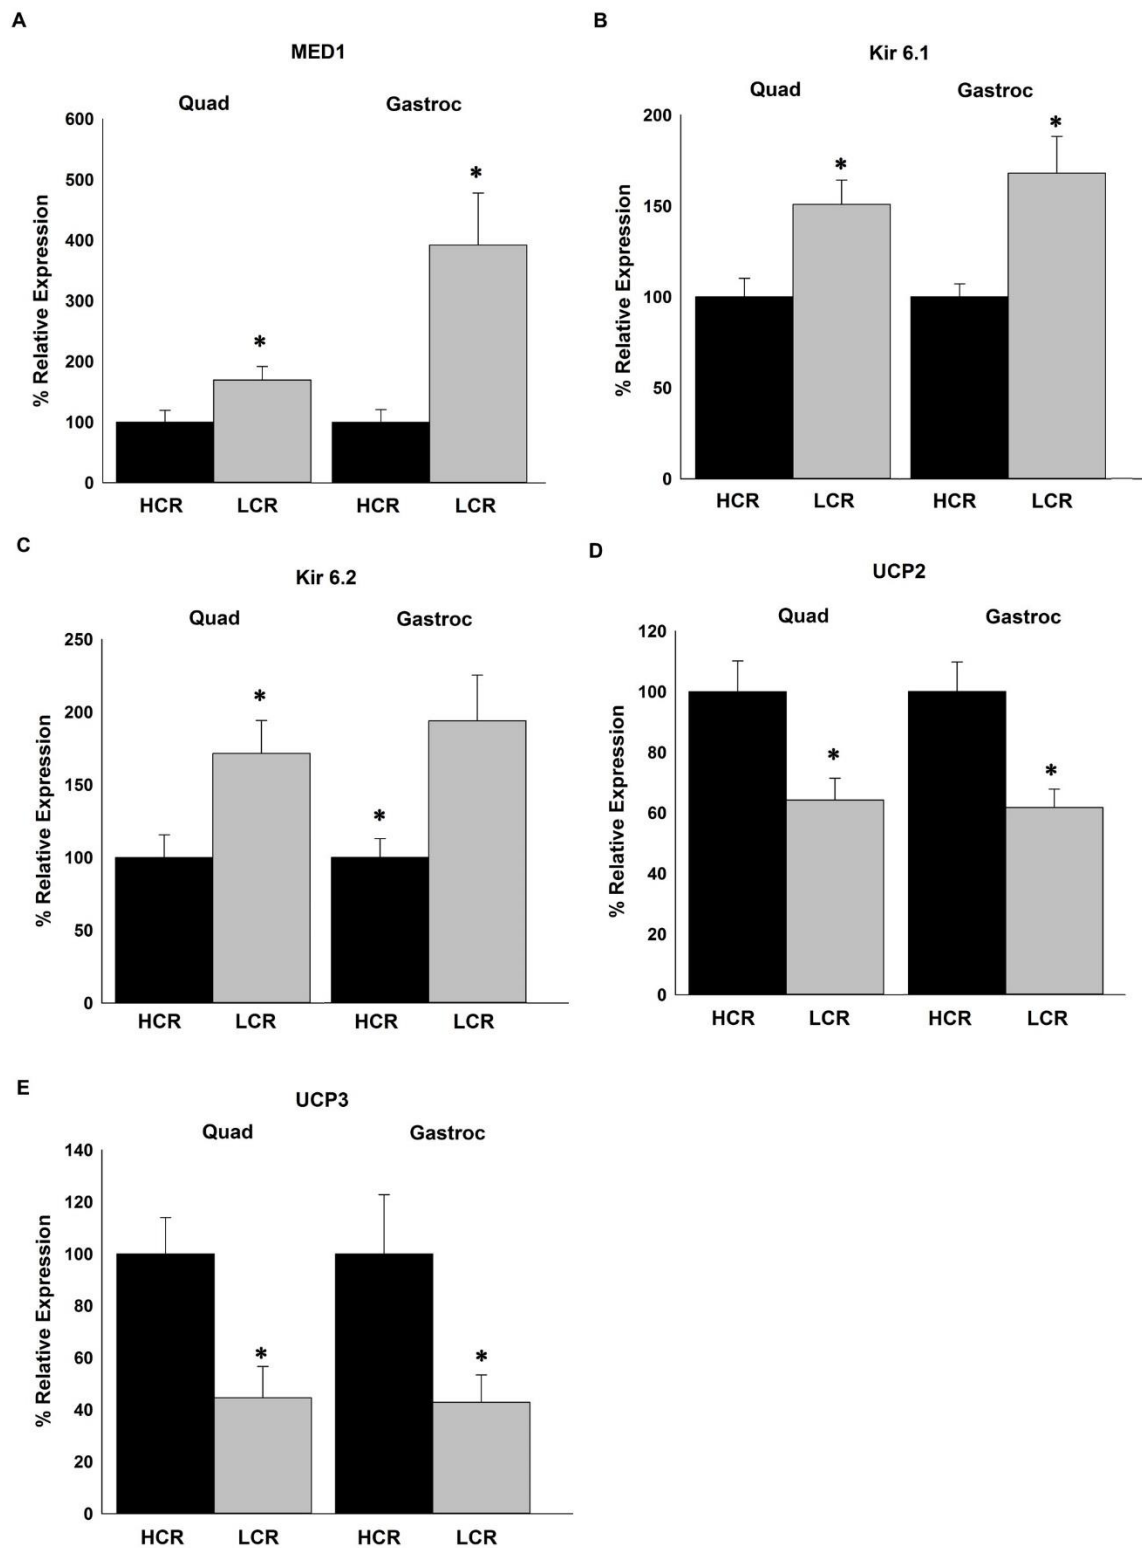 A
MED1
Quad Gastroc
% Relative Expression
600
500
400
300
200
100
0
*
*
HCR LCR HCR LCR
B
Kir 6.1
Quad Gastroc
% Relative Expression
200
150
100
50
0
*
*
HCR LCR HCR LCR
C
Kir 6.2
Quad Gastroc
% Relative Expression
250
200
150
100
50
0
*
*
HCR LCR HCR LCR
D
UCP2
Quad Gastroc
% Relative Expression
120
100
80
60
40
20
0
*
*
HCR LCR HCR LCR
E
UCP3
Quad Gastroc
% Relative Expression
140
120
100
80
60
40
20
0
*
*
HCR LCR HCR LCR